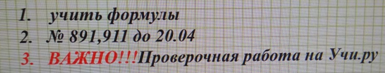 1. учить формулы
2. № 891,911 до 20.04
3. ВАЖНО!!!Проверочная работа на Учи.ру